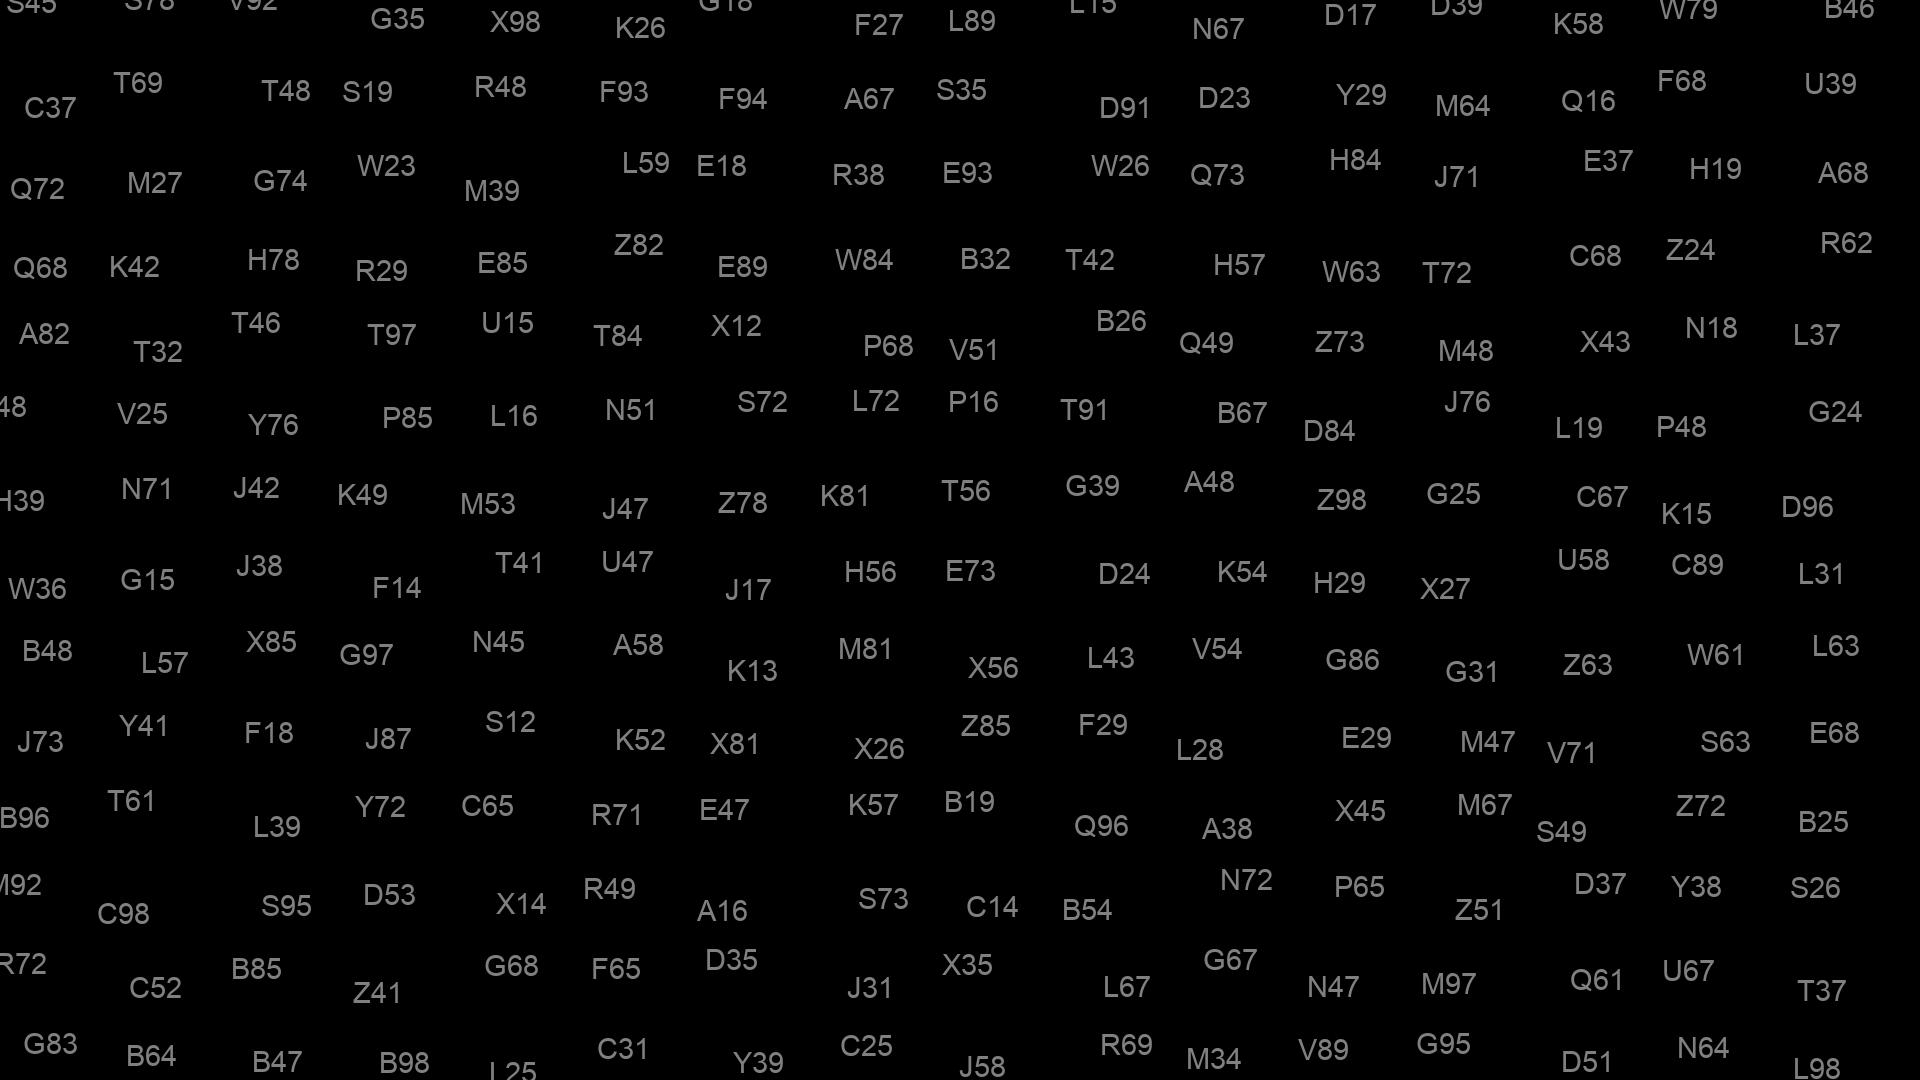 S45 S78 V92 G35 X98 K26 G18 F27 L89 L15 N67 D17 D39 K58 W79 B46
C37 T69 T48 S19 R48 F93 F94 A67 S35 D91 D23 Y29 M64 Q16 F68 U39
Q72 M27 G74 W23 M39 L59 E18 R38 E93 W26 Q73 H84 J71 E37 H19 A68
Q68 K42 H78 R29 E85 Z82 E89 W84 B32 T42 H57 W63 T72 C68 Z24 R62
A82 T32 T46 T97 U15 T84 X12 P68 V51 B26 Q49 Z73 M48 X43 N18 L37
48 V25 Y76 P85 L16 N51 S72 L72 P16 T91 B67 D84 J76 L19 P48 G24
H39 N71 J42 K49 M53 J47 Z78 K81 T56 G39 A48 Z98 G25 C67 K15 D96
W36 G15 J38 F14 T41 U47 J17 H56 E73 D24 K54 H29 X27 U58 C89 L31
B48 L57 X85 G97 N45 A58 K13 M81 X56 L43 V54 G86 G31 Z63 W61 L63
J73 Y41 F18 J87 S12 K52 X81 X26 Z85 F29 L28 E29 M47 V71 S63 E68
B96 T61 L39 Y72 C65 R71 E47 K57 B19 Q96 A38 X45 M67 S49 Z72 B25
M92 C98 S95 D53 X14 R49 A16 S73 C14 B54 N72 P65 Z51 D37 Y38 S26
R72 C52 B85 Z41 G68 F65 D35 J31 X35 L67 G67 N47 M97 Q61 U67 T37
G83 B64 B47 B98 L25 C31 Y39 C25 J58 R69 M34 V89 G95 D51 N64 L98